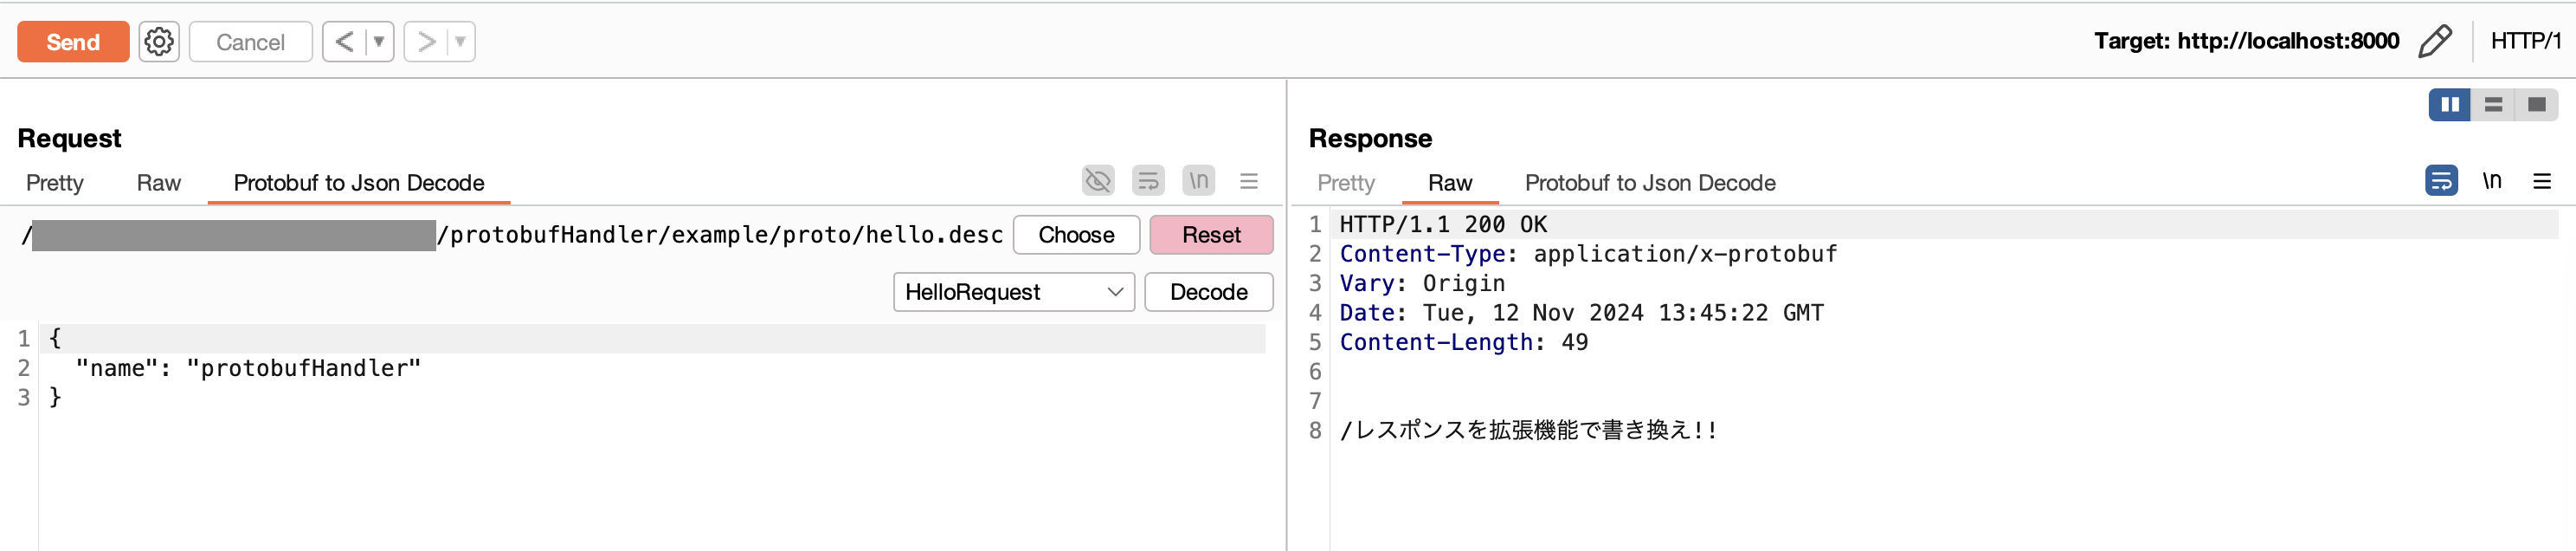 Send Cancel < > Target: http://localhost:8000 HTTP/1
Request
Pretty Raw Protobuf to Json Decode \n
/ /protobufHandler/example/proto/hello.desc Choose Reset
HelloRequest Decode
1 {
2 "name": "protobufHandler"
3 }
Response
Pretty Raw Protobuf to Json Decode \n
1 HTTP/1.1 200 OK
2 Content-Type: application/x-protobuf
3 Vary: Origin
4 Date: Tue, 12 Nov 2024 13:45:22 GMT
5 Content-Length: 49
6
7
8 /レスポンスを拡張機能で書き換え!!